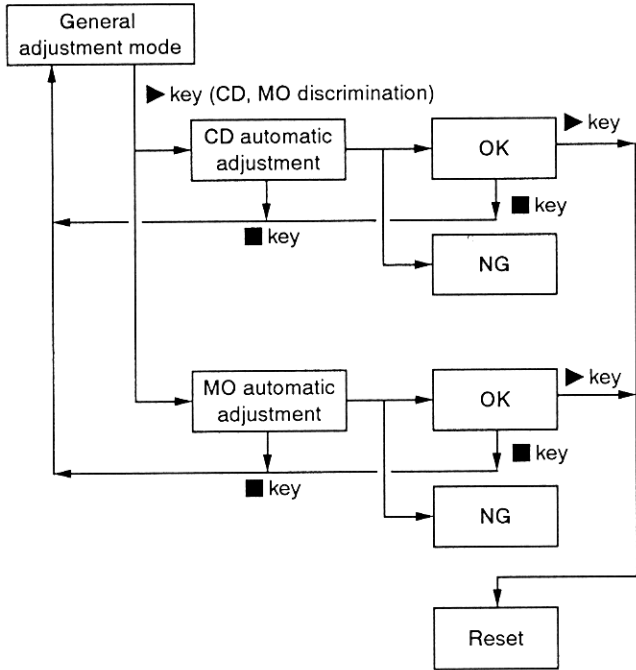 General
adjustment mode
▶ key (CD, MO discrimination)
CD automatic
adjustment
OK
▶ key
■ key
■ key
NG
MO automatic
adjustment
OK
▶ key
■ key
■ key
NG
Reset